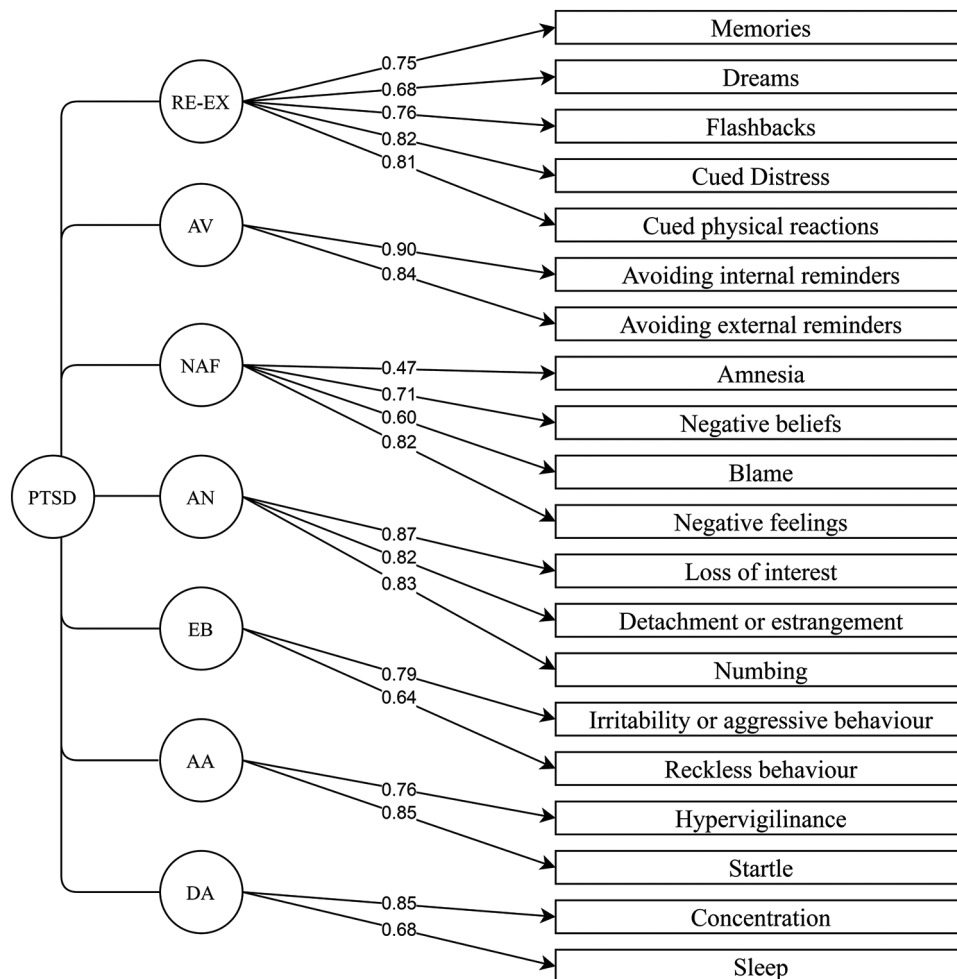 Memories
0.75
RE-EX
0.68
Dreams
0.76
Flashbacks
0.82
0.81
Cued Distress
Cued physical reactions
AV
0.90
0.84
Avoiding internal reminders
Avoiding external reminders
NAF
0.47
Amnesia
0.71
0.60
Negative beliefs
0.82
Blame
PTSD
AN
Negative feelings
0.87
0.82
Loss of interest
0.83
Detachment or estrangement
EB
Numbing
0.79
0.64
Irritability or aggressive behaviour
AA
Reckless behaviour
0.76
0.85
Hypervigilinance
Startle
DA
0.85
Concentration
0.68
Sleep